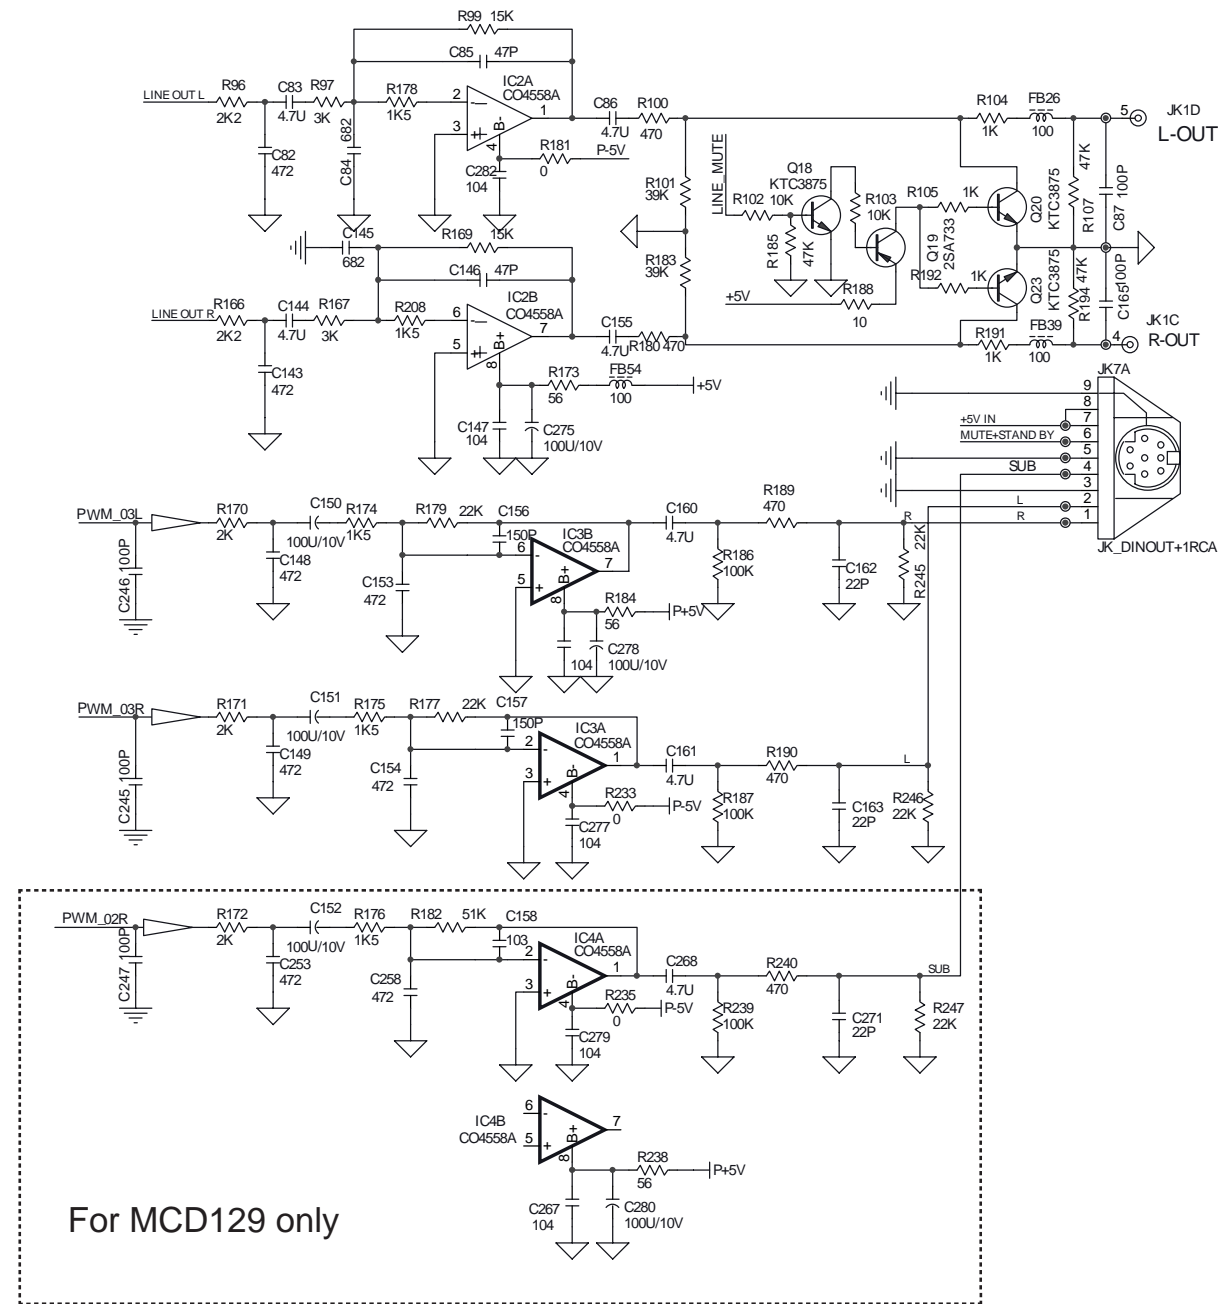 R99 15K
C85 47P
R96
2K2
C83
4.7U
R97
3K
682
C84
R178
1K5
IC2A
CO4558A
2
3
1
4
B-
C86
4.7U
R100
470
R104
1K
FB26
100
5
JK1D
L-OUT
LINE OUT L
C82
472
C282
104
R181
0
P-5V
R101
39K
LINE_MUTE
R102
10K
Q18
KTC3875
R185
47K
R103
10K
R105
1K
Q19
2SA733
Q20
KTC3875
47K
R107
C87 100P
C145
682
R169
15K
C146
47P
R183
39K
+5V
R188
10
R192
1K
Q23
KTC3875
47K
R194
C165 100P
LINE OUT R
R166
2K2
C144
4.7U
R167
3K
R208
1K5
IC2B
CO4558A
6
5
7
8
B+
C155
4.7U
R180 470
R191
1K
FB39
100
4
JK1C
R-OUT
C143
472
C147
104
R173
56
FB54
100
+5V
C275
100U/10V
JK7A
9
8
7
6
5
4
3
2
1
+5V IN
MUTE+STAND BY
SUB
L
R
JK_DINOUT+1RCA
PWM_03L
R170
2K
C150
100U/10V
R174
1K5
R179
22K
C156
150P
IC3B
CO4558A
6
5
7
8
B+
C160
4.7U
R189
470
R
C246 100P
C148
472
C153
472
R184
56
P+5V
104
C278
100U/10V
R186
100K
C162
22P
R245 22K
PWM_03R
R171
2K
C151
100U/10V
R175
1K5
R177
22K
C157
150P
IC3A
CO4558A
2
3
1
4
B-
C161
4.7U
R190
470
L
C245 100P
C149
472
C154
472
R233
0
P-5V
C277
104
R187
100K
C163
22P
R246
22K
PWM_02R
R172
2K
C152
100U/10V
R176
1K5
R182
51K
C158
103
IC4A
CO4558A
2
3
1
4
B-
C268
4.7U
R240
470
SUB
C247 100P
C253
472
C258
472
R235
0
P-5V
C279
104
R239
100K
C271
22P
R247
22K
IC4B
CO4558A
6
5
7
8
B+
R238
56
P+5V
C267
104
C280
100U/10V
For MCD129 only